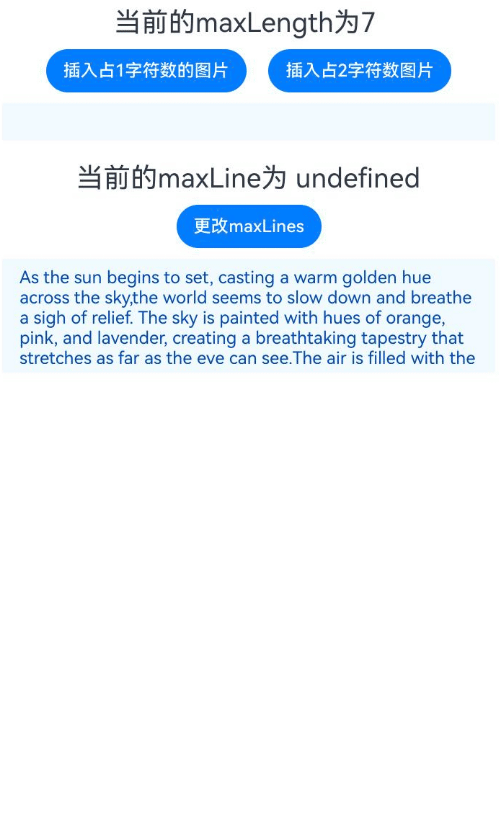 当前的maxLength为7
插入占1字符数的图片 插入占2字符数图片
当前的maxLine为 undefined
更改maxLines
As the sun begins to set, casting a warm golden hue
across the sky,the world seems to slow down and breathe
a sigh of relief. The sky is painted with hues of orange,
pink, and lavender, creating a breathtaking tapestry that
stretches as far as the eye can see.The air is filled with the